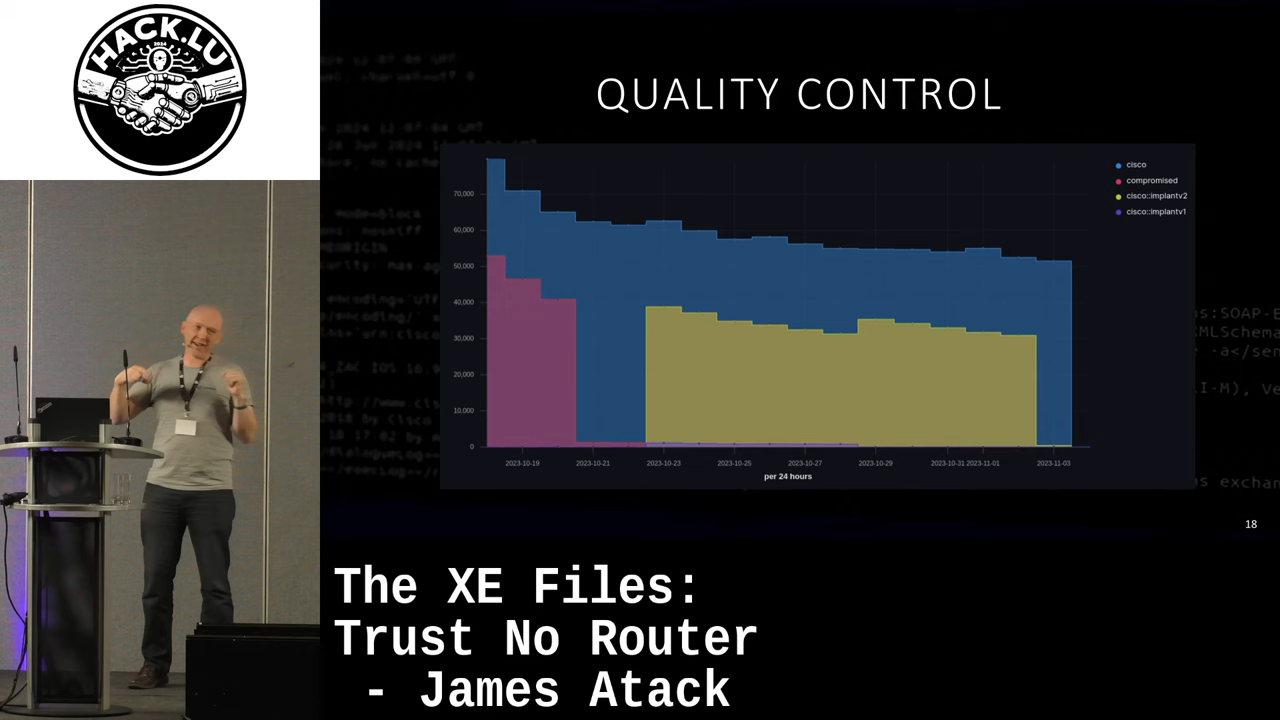 HACK.LU
2024
QUALITY CONTROL
cisco
compromised
cisco::implantv2
cisco::implantv1
70,000
60,000
50,000
40,000
30,000
20,000
10,000
0
2023-10-19
2023-10-21
2023-10-23
2023-10-25
2023-10-27
2023-10-29
2023-10-31
2023-11-01
2023-11-03
per 24 hours
18
The XE Files:
Trust No Router
- James Atack